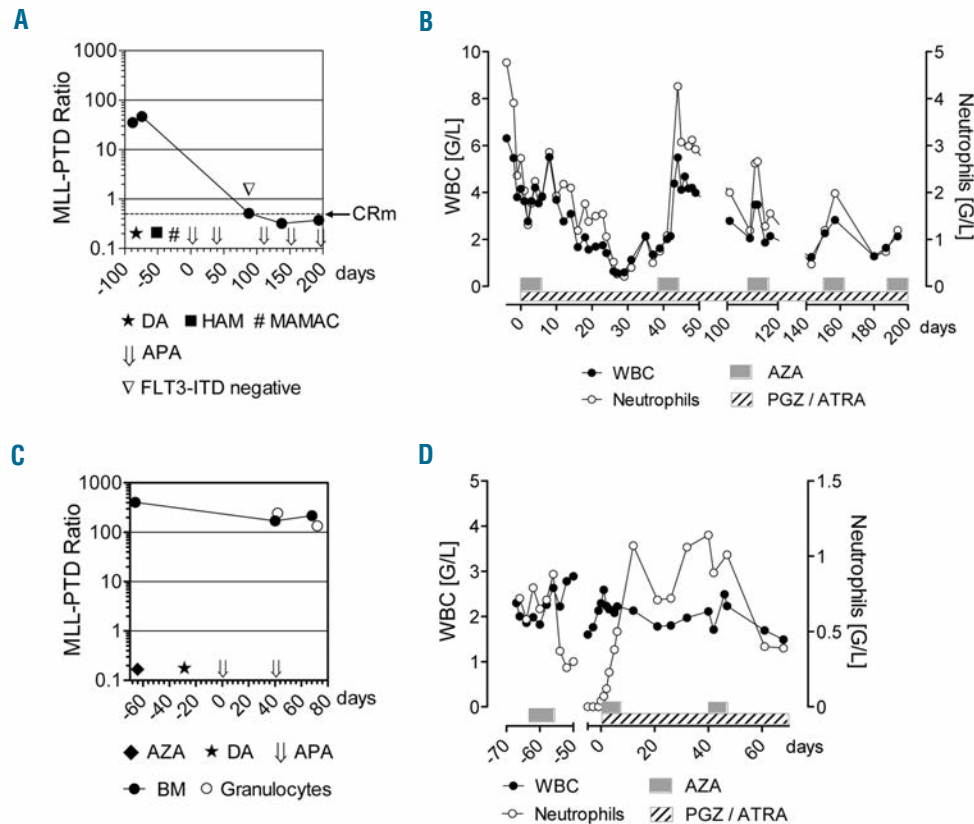 A
MLL-PTD Ratio
1000
100
10
1
0.1
CRm
-100
-50
0
50
100
150
200
days
★ DA ■ HAM # MAMAC
⇩ APA
▽ FLT3-ITD negative
B
WBC [G/L]
10
8
6
4
2
0
Neutrophils [G/L]
5
4
3
2
1
0
0
10
20
30
40
50
100
120
140
160
180
200
days
WBC
Neutrophils
AZA
PGZ / ATRA
C
MLL-PTD Ratio
1000
100
10
1
0.1
-60
-40
-20
0
20
40
60
80
days
◆ AZA ★ DA ⇩ APA
BM
Granulocytes
D
WBC [G/L]
5
4
3
2
1
0
Neutrophils [G/L]
1.5
1
0.5
0
-70
-60
-50
0
20
40
60
days
WBC
Neutrophils
AZA
PGZ / ATRA